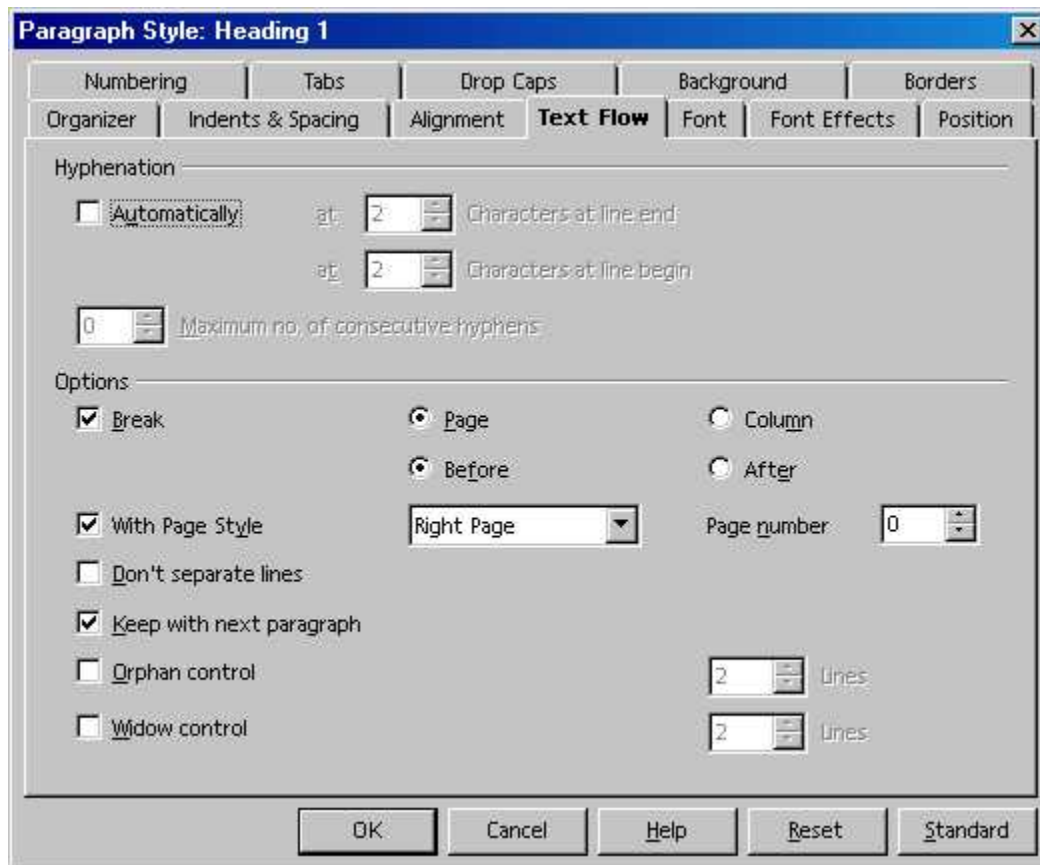 Paragraph Style: Heading 1
Numbering Tabs Drop Caps Background Borders
Organizer Indents & Spacing Alignment Text Flow Font Font Effects Position
Hyphenation
Automatically at 2 Characters at line end
at 2 Characters at line begin
0 Maximum no. of consecutive hyphens
Options
Break Page Column
Before After
With Page Style Right Page Page number 0
Don't separate lines
Keep with next paragraph
Orphan control 2 Lines
Widow control 2 Lines
OK Cancel Help Reset Standard